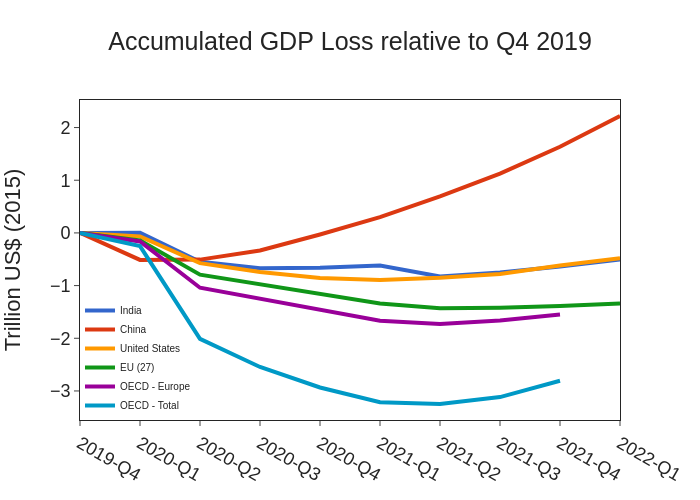 Accumulated GDP Loss relative to Q4 2019
Trillion US$ (2015)
2
1
0
−1
−2
−3
India
China
United States
EU (27)
OECD - Europe
OECD - Total
2019-Q4
2020-Q1
2020-Q2
2020-Q3
2020-Q4
2021-Q1
2021-Q2
2021-Q3
2021-Q4
2022-Q1